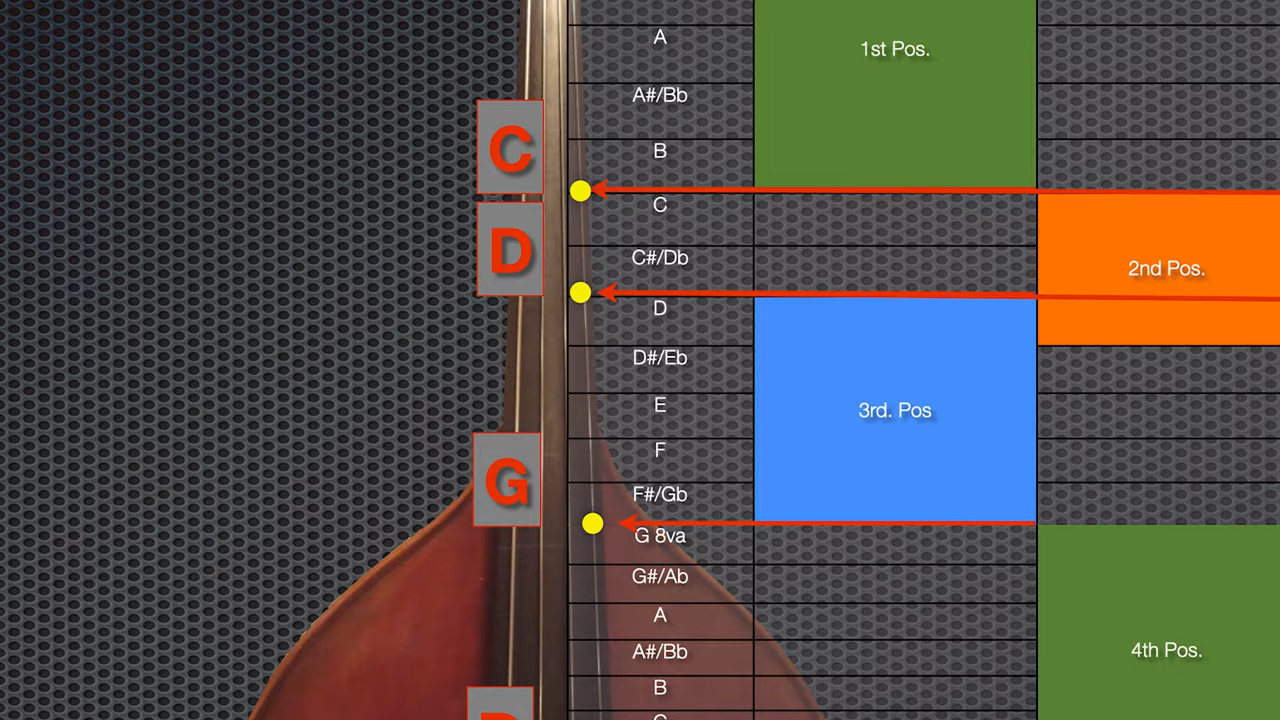 A
1st Pos.
A#/Bb
C
B
C
D
C#/Db
2nd Pos.
D
D#/Eb
E
3rd. Pos
F
G
F#/Gb
G 8va
G#/Ab
A
A#/Bb
4th Pos.
B